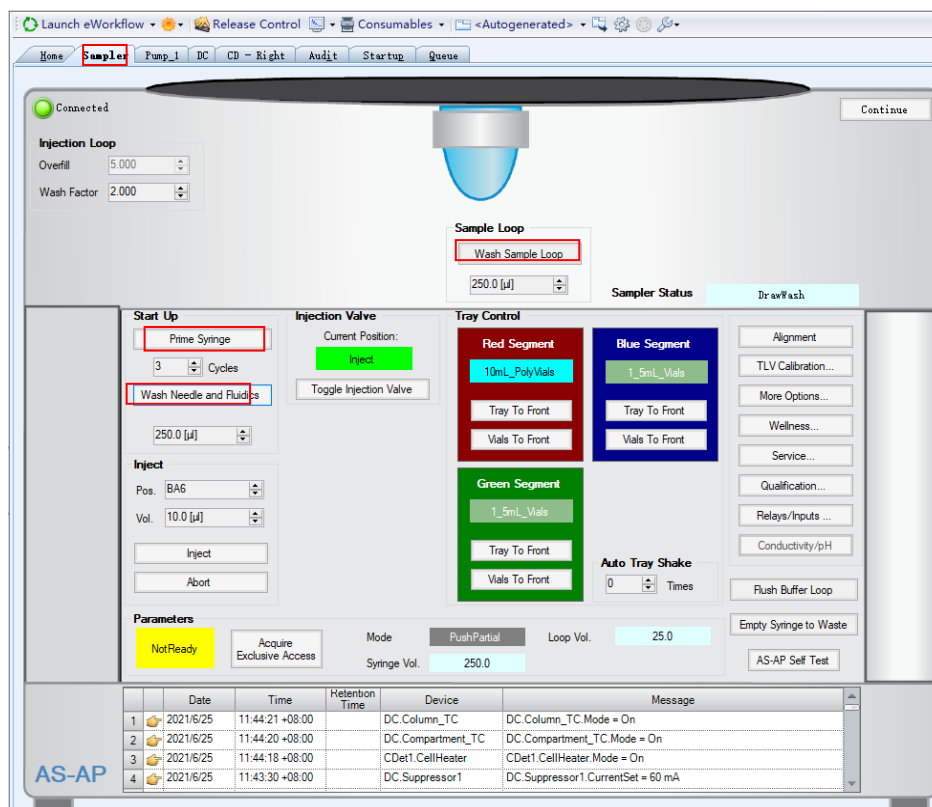 Launch eWorkflow Release Control Consumables <Autogenerated>
Home Sampler Pump_1 DC CD - Right Audit Startup Queue
Connected
Continue
Injection Loop
Overfill 5.000
Wash Factor 2.000
Sample Loop
Wash Sample Loop
250.0 [µl]
Sampler Status DrawWash
Start Up
Prime Syringe
3 Cycles
Wash Needle and Fluidics
250.0 [µl]
Inject
Pos. BA6
Vol. 10.0 [µl]
Inject
Abort
Injection Valve
Current Position:
Inject
Toggle Injection Valve
Tray Control
Red Segment
10mL_PolyVials
Tray To Front
Vials To Front
Blue Segment
1_5mL_Vials
Tray To Front
Vials To Front
Green Segment
1_5mL_Vials
Tray To Front
Vials To Front
Auto Tray Shake
0 Times
Alignment
TLV Calibration...
More Options...
Wellness...
Service...
Qualification...
Relays/Inputs ...
Conductivity/pH
Flush Buffer Loop
Empty Syringe to Waste
AS-AP Self Test
Parameters
NotReady
Acquire
Exclusive Access
Mode PushPartial Loop Vol. 25.0
Syringe Vol. 250.0
Date Time Retention Time Device Message
1 2021/6/25 11:44:21 +08:00 DC.Column_TC DC.Column_TC.Mode = On
2 2021/6/25 11:44:20 +08:00 DC.Compartment_TC DC.Compartment_TC.Mode = On
3 2021/6/25 11:44:18 +08:00 CDet1.CellHeater CDet1.CellHeater.Mode = On
4 2021/6/25 11:43:30 +08:00 DC.Suppressor1 DC.Suppressor1.CurrentSet = 60 mA
AS-AP